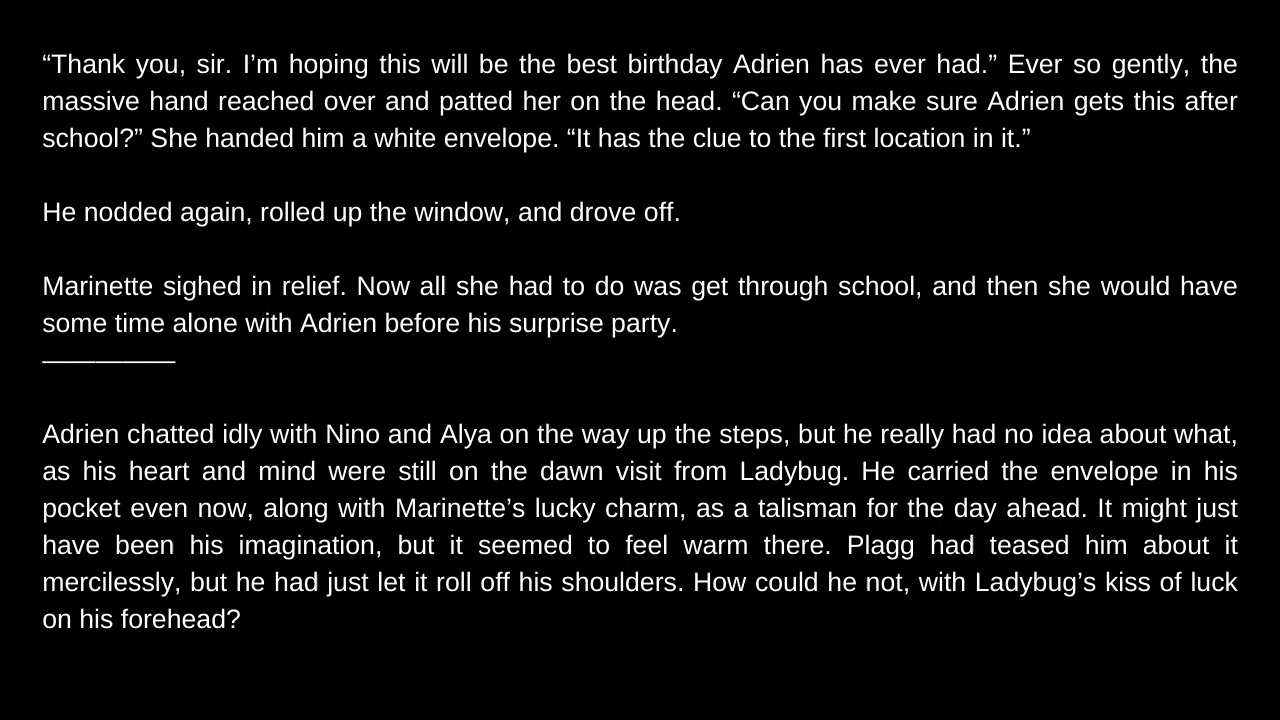 “Thank you, sir. I’m hoping this will be the best birthday Adrien has ever had.” Ever so gently, the
massive hand reached over and patted her on the head. “Can you make sure Adrien gets this after
school?” She handed him a white envelope. “It has the clue to the first location in it.”
He nodded again, rolled up the window, and drove off.
Marinette sighed in relief. Now all she had to do was get through school, and then she would have
some time alone with Adrien before his surprise party.
—————
Adrien chatted idly with Nino and Alya on the way up the steps, but he really had no idea about what,
as his heart and mind were still on the dawn visit from Ladybug. He carried the envelope in his
pocket even now, along with Marinette’s lucky charm, as a talisman for the day ahead. It might just
have been his imagination, but it seemed to feel warm there. Plagg had teased him about it
mercilessly, but he had just let it roll off his shoulders. How could he not, with Ladybug’s kiss of luck
on his forehead?